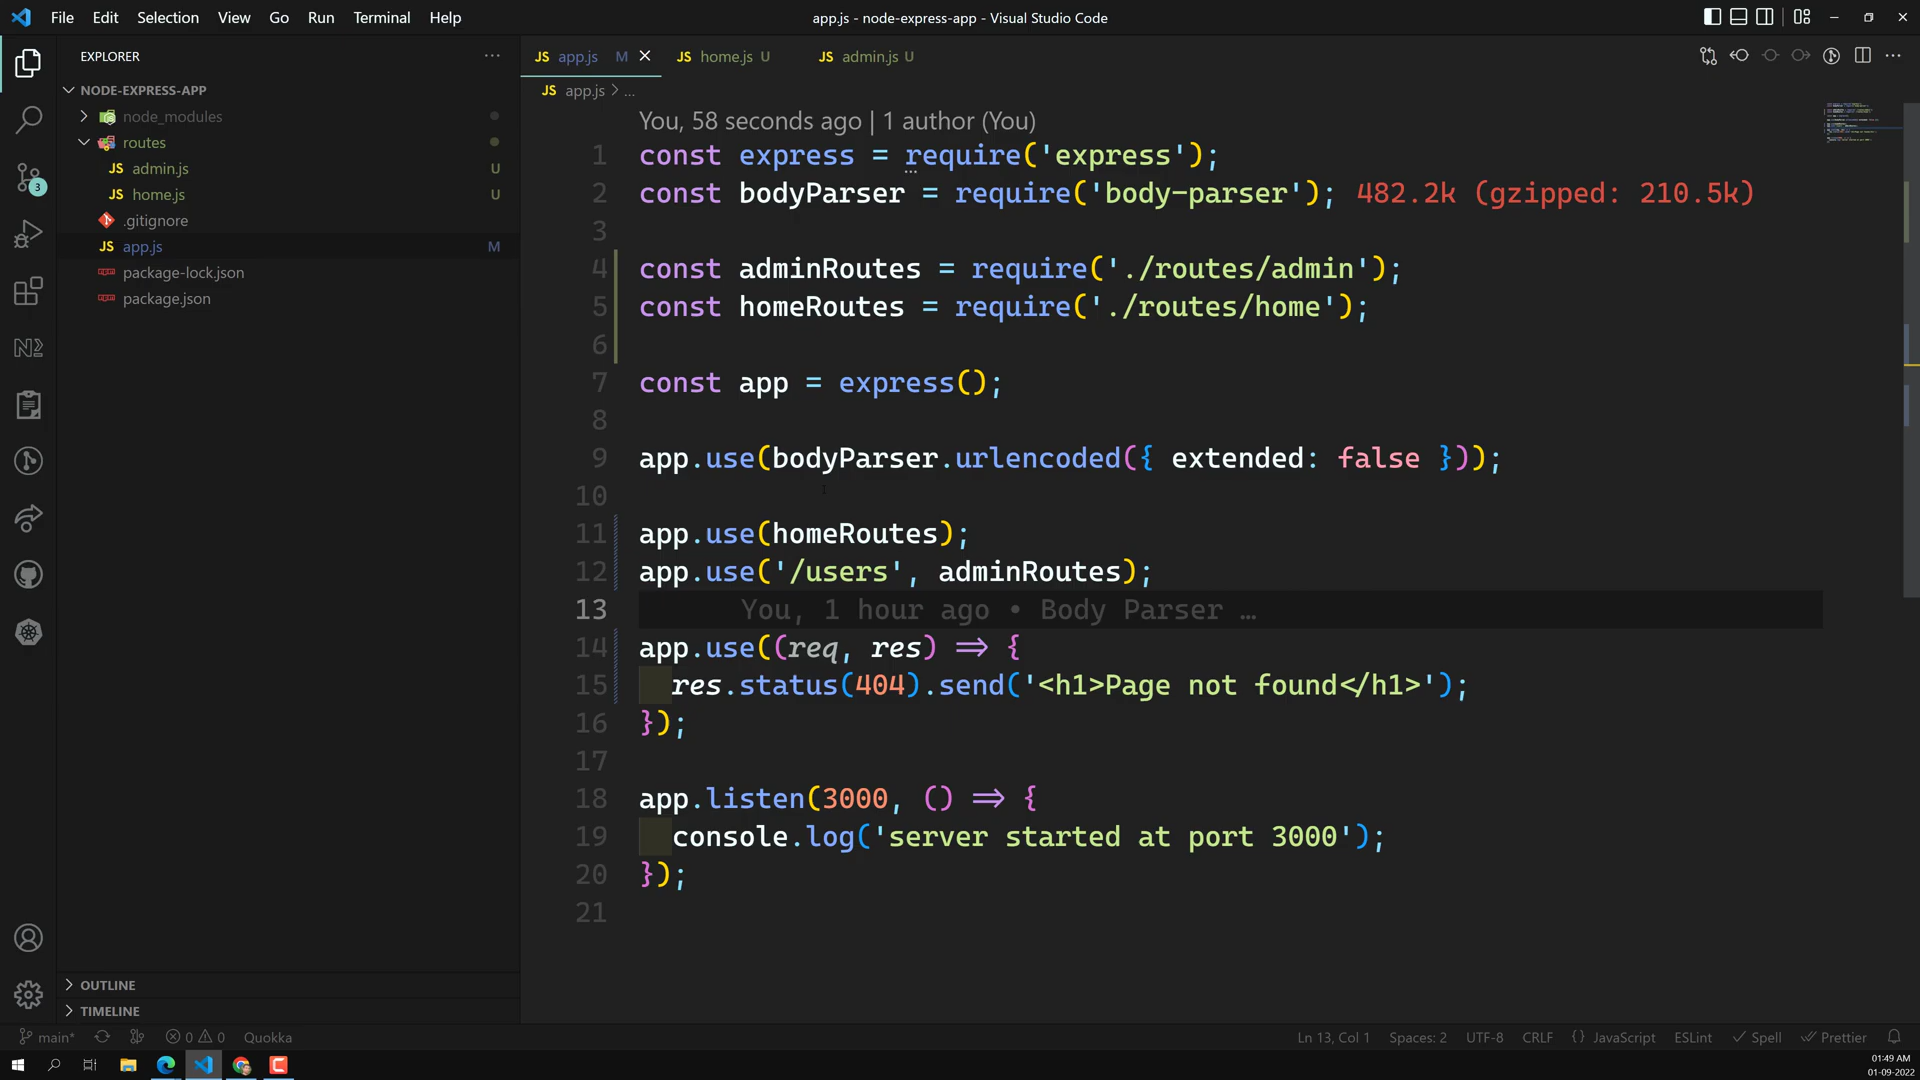 File Edit Selection View Go Run Terminal Help
app.js - node-express-app - Visual Studio Code
EXPLORER
NODE-EXPRESS-APP
node_modules
routes
JS admin.js U
JS home.js U
.gitignore
JS app.js M
package-lock.json
package.json
OUTLINE
TIMELINE
3
JS app.js M
JS home.js U
JS admin.js U
JS app.js > ...
You, 58 seconds ago | 1 author (You)
1 const express = require('express');
2 const bodyParser = require('body-parser'); 482.2k (gzipped: 210.5k)
3
4 const adminRoutes = require('./routes/admin');
5 const homeRoutes = require('./routes/home');
6
7 const app = express();
8
9 app.use(bodyParser.urlencoded({ extended: false }));
10
11 app.use(homeRoutes);
12 app.use('/users', adminRoutes);
13 You, 1 hour ago • Body Parser …
14 app.use((req, res) => {
15 res.status(404).send('<h1>Page not found</h1>');
16 });
17
18 app.listen(3000, () => {
19 console.log('server started at port 3000');
20 });
21
main* 0 0 Quokka
Ln 13, Col 1 Spaces: 2 UTF-8 CRLF {} JavaScript ESLint Spell Prettier
01:49 AM
01-09-2022